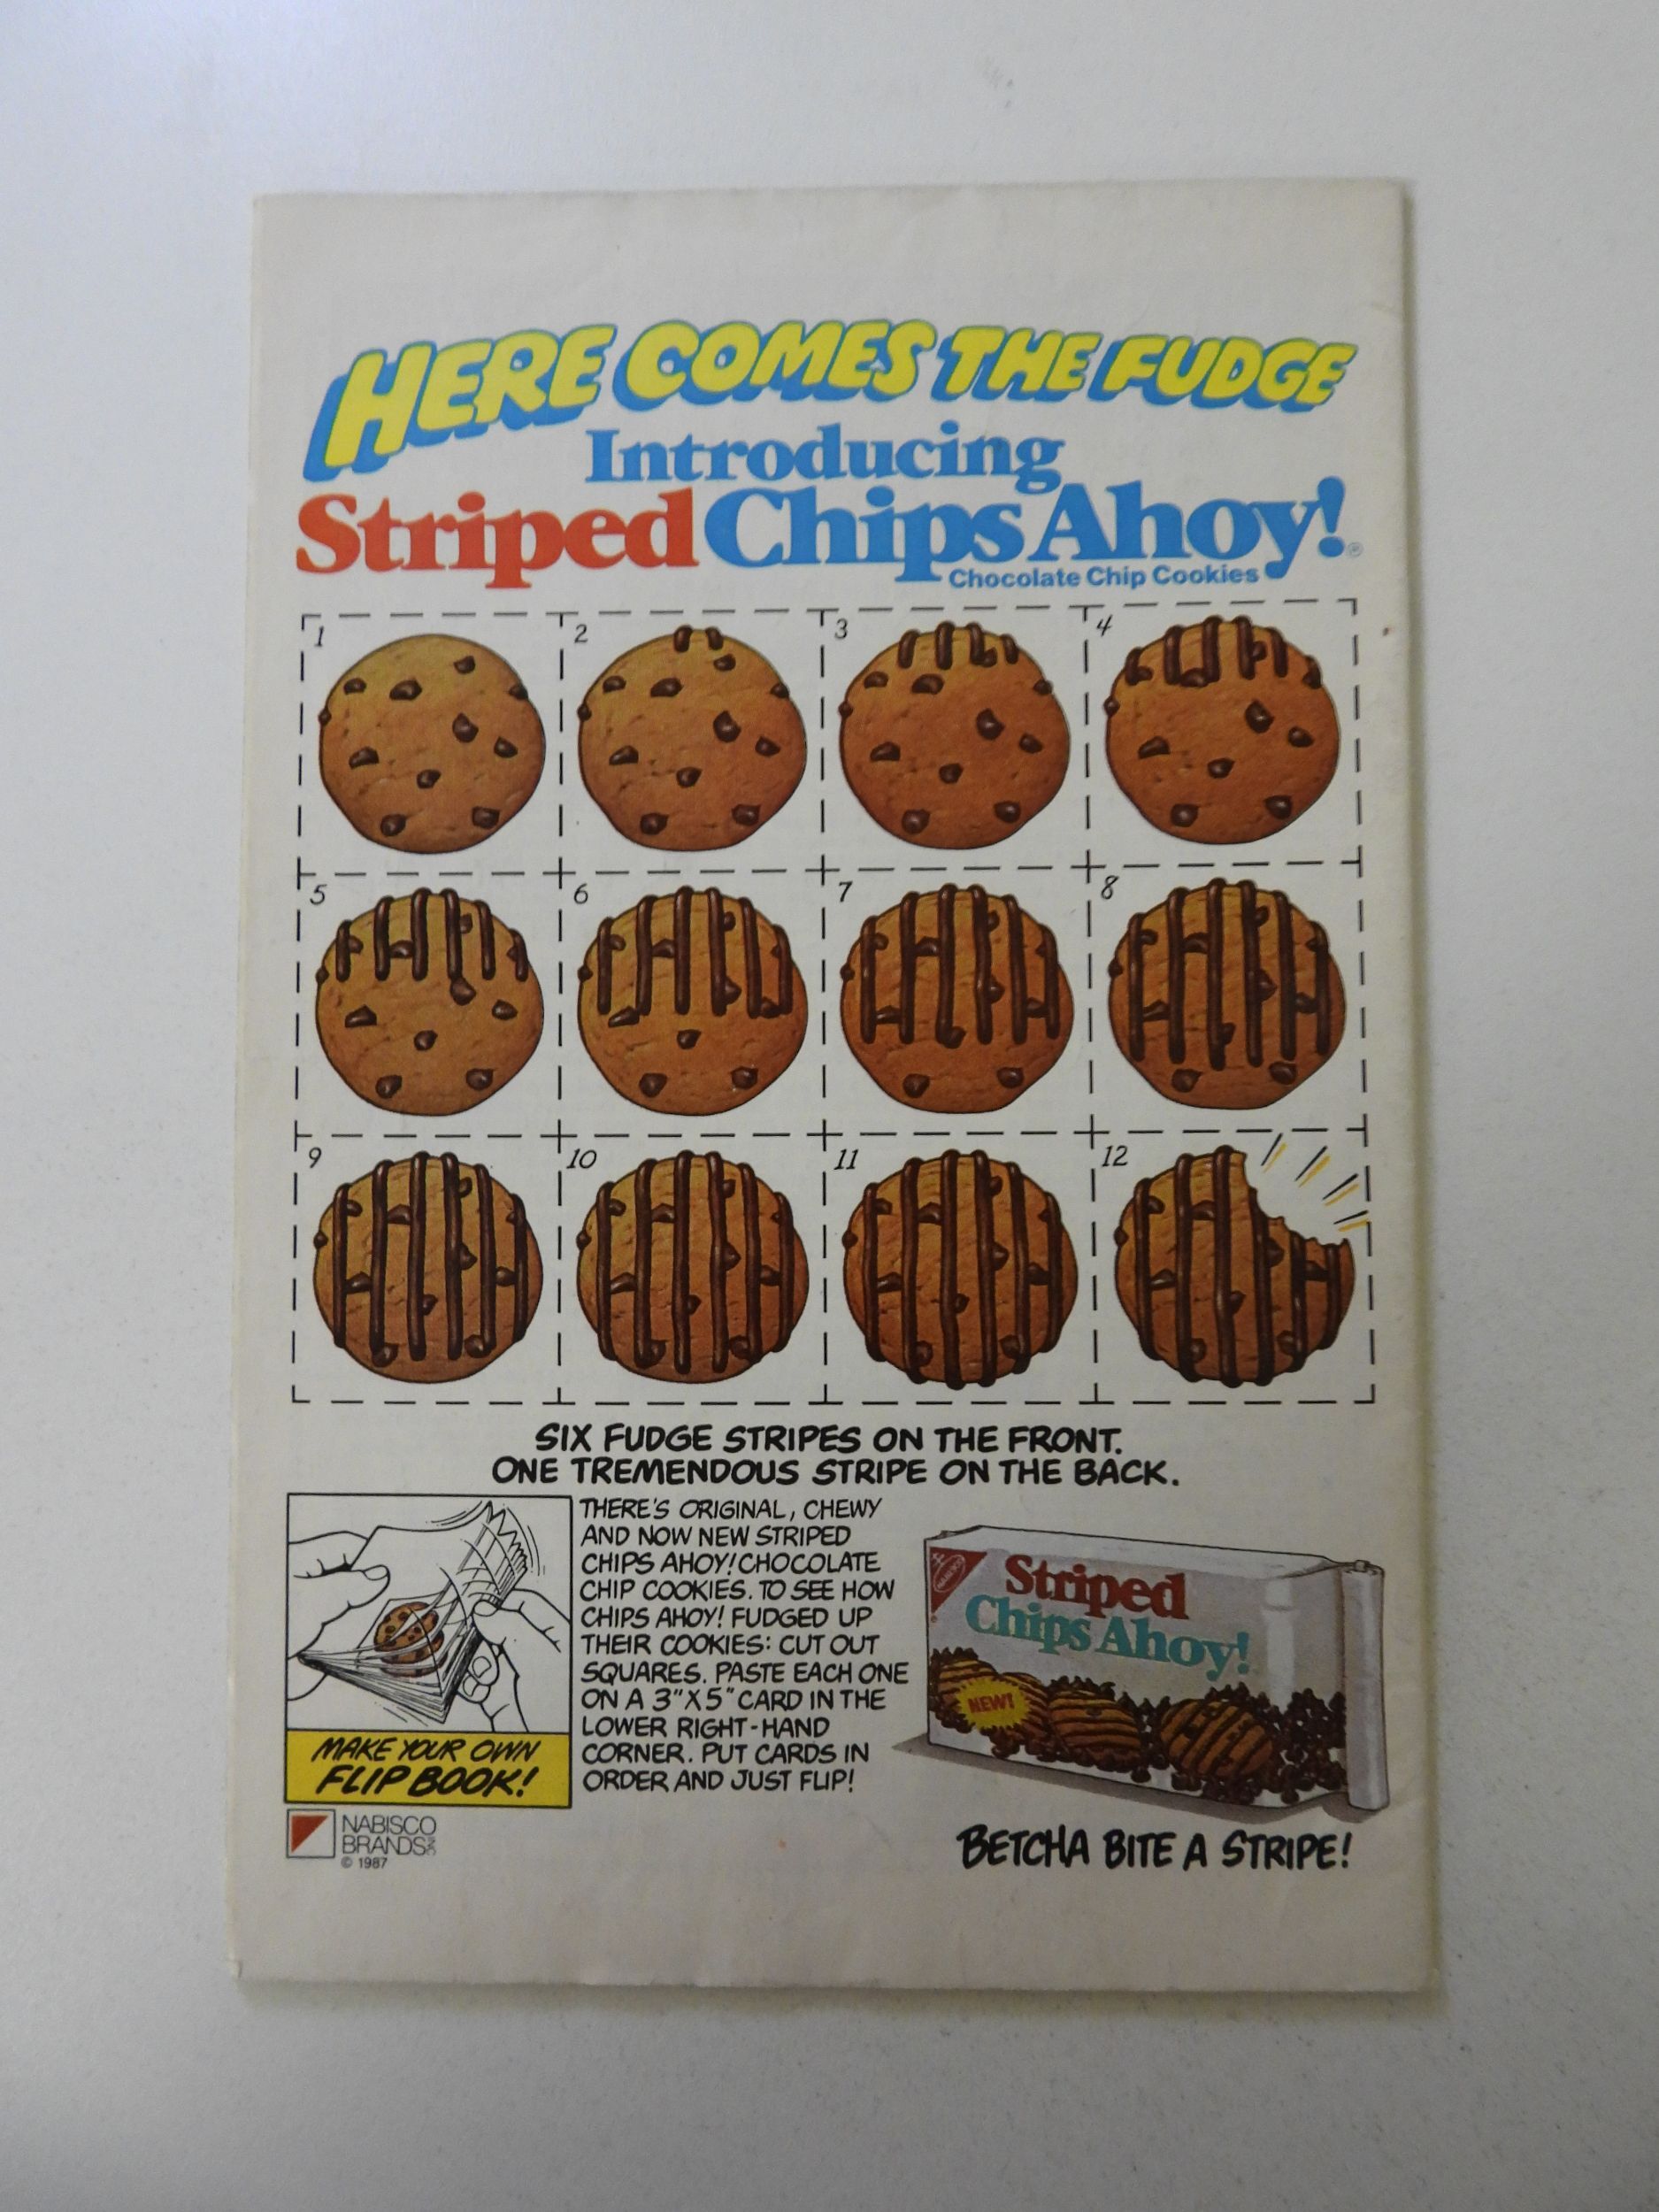 HERE COMES THE FUDGE
Introducing
Striped Chips Ahoy!®
Chocolate Chip Cookies
1
2
3
4
5
6
7
8
9
10
11
12
SIX FUDGE STRIPES ON THE FRONT.
ONE TREMENDOUS STRIPE ON THE BACK.
THERE'S ORIGINAL, CHEWY
AND NOW NEW STRIPED
CHIPS AHOY! CHOCOLATE
CHIP COOKIES. TO SEE HOW
CHIPS AHOY! FUDGED UP
THEIR COOKIES: CUT OUT
SQUARES. PASTE EACH ONE
ON A 3"X5" CARD IN THE
LOWER RIGHT-HAND
CORNER. PUT CARDS IN
ORDER AND JUST FLIP!
MAKE YOUR OWN
FLIP BOOK!
NABISCO
Striped
Chips Ahoy!
NEW!
NABISCO
BRANDS INC
© 1987
BETCHA BITE A STRIPE!